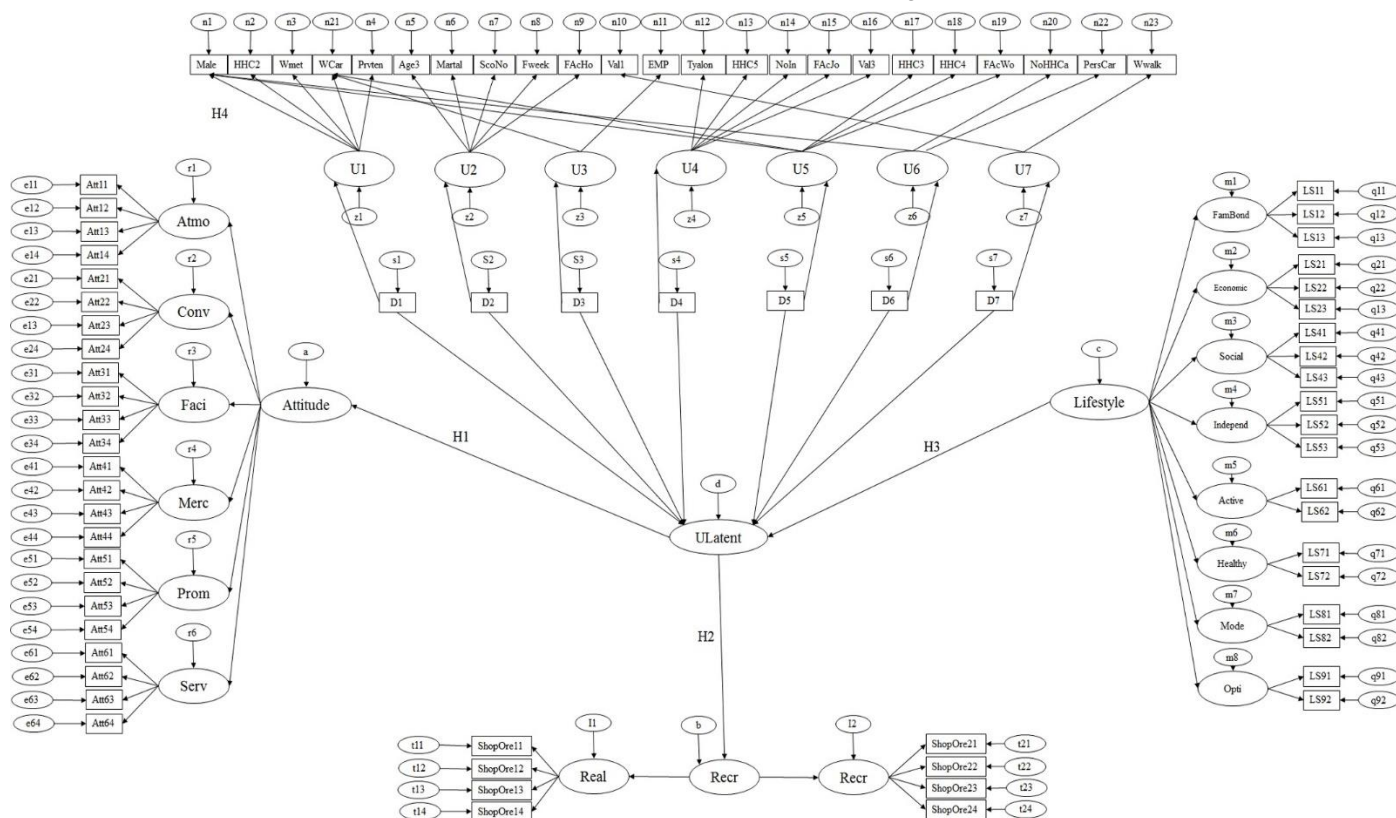 n1 n2 n3 n21 n4 n5 n6 n7 n8 n9 n10 n11 n12 n13 n14 n15 n16 n17 n18 n19 n20 n22 n23
Male HHC2 Wmet WCar Prvten Age3 Martal ScoNo Fweek FAcHo Val1 EMP Tyalon HHC5 NoIn FAcJo Val3 HHC3 HHC4 FAcWo NoHHCa PersCar Wwalk
H4
U1 U2 U3 U4 U5 U6 U7
z1 z2 z3 z4 z5 z6 z7
s1 S2 S3 s4 s5 s6 s7
D1 D2 D3 D4 D5 D6 D7
r1
e11 Att11
e12 Att12
Atmo
e13 Att13
e14 Att14
r2
e21 Att21
e22 Att22
Conv
e13 Att23
e24 Att24
r3
e31 Att31
e32 Att32
Faci
e33 Att33
e34 Att34
r4
e41 Att41
e42 Att42
Merc
e43 Att43
e44 Att44
r5
e51 Att51
e52 Att52
Prom
e53 Att53
e54 Att54
r6
e61 Att61
e62 Att62
Serv
e63 Att63
e64 Att64
a
Attitude
H1
d
ULatent
H3
c
Lifestyle
m1
FamBond
LS11 q11
LS12 q12
LS13 q13
m2
Economic
LS21 q21
LS22 q22
LS23 q13
m3
Social
LS41 q41
LS42 q42
LS43 q43
m4
Independ
LS51 q51
LS52 q52
LS53 q53
m5
Active
LS61 q61
LS62 q62
m6
Healthy
LS71 q71
LS72 q72
m7
Mode
LS81 q81
LS82 q82
m8
Opti
LS91 q91
LS92 q92
H2
I1 b I2
t11 ShopOre11
t12 ShopOre12
t13 ShopOre13
t14 ShopOre14
Real Recr Recr
ShopOre21 t21
ShopOre22 t22
ShopOre23 t23
ShopOre24 t24